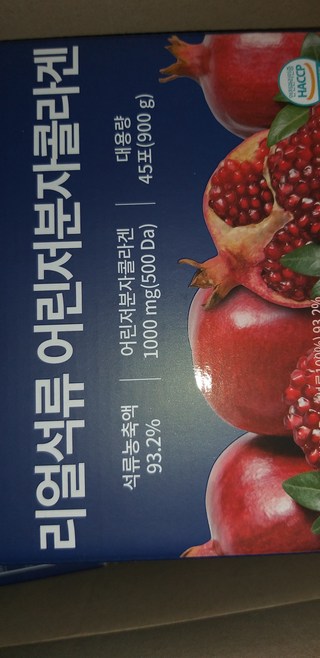 리얼석류 어린저분자콜라겐
석류농축액
93.2%
어린저분자콜라겐
1000 mg(500 Da)
대용량
45포(900 g)
HACCP